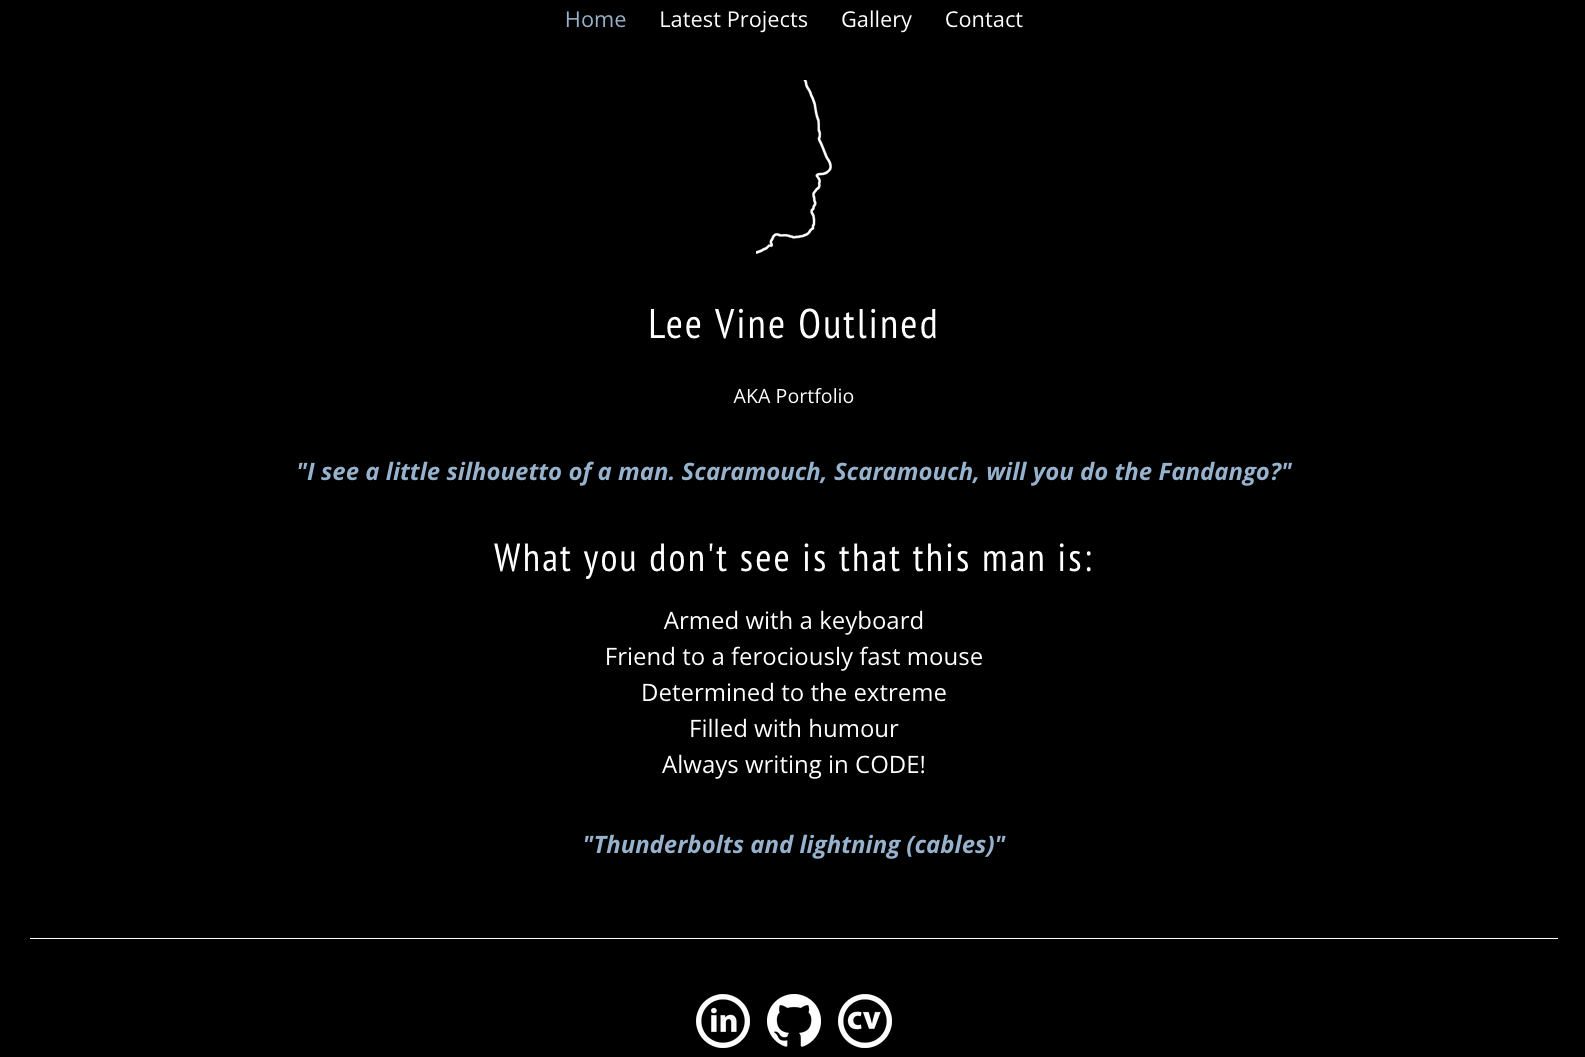 Home Latest Projects Gallery Contact
Lee Vine Outlined
AKA Portfolio
"I see a little silhouetto of a man. Scaramouch, Scaramouch, will you do the Fandango?"
What you don't see is that this man is:
Armed with a keyboard
Friend to a ferociously fast mouse
Determined to the extreme
Filled with humour
Always writing in CODE!
"Thunderbolts and lightning (cables)"
in CV